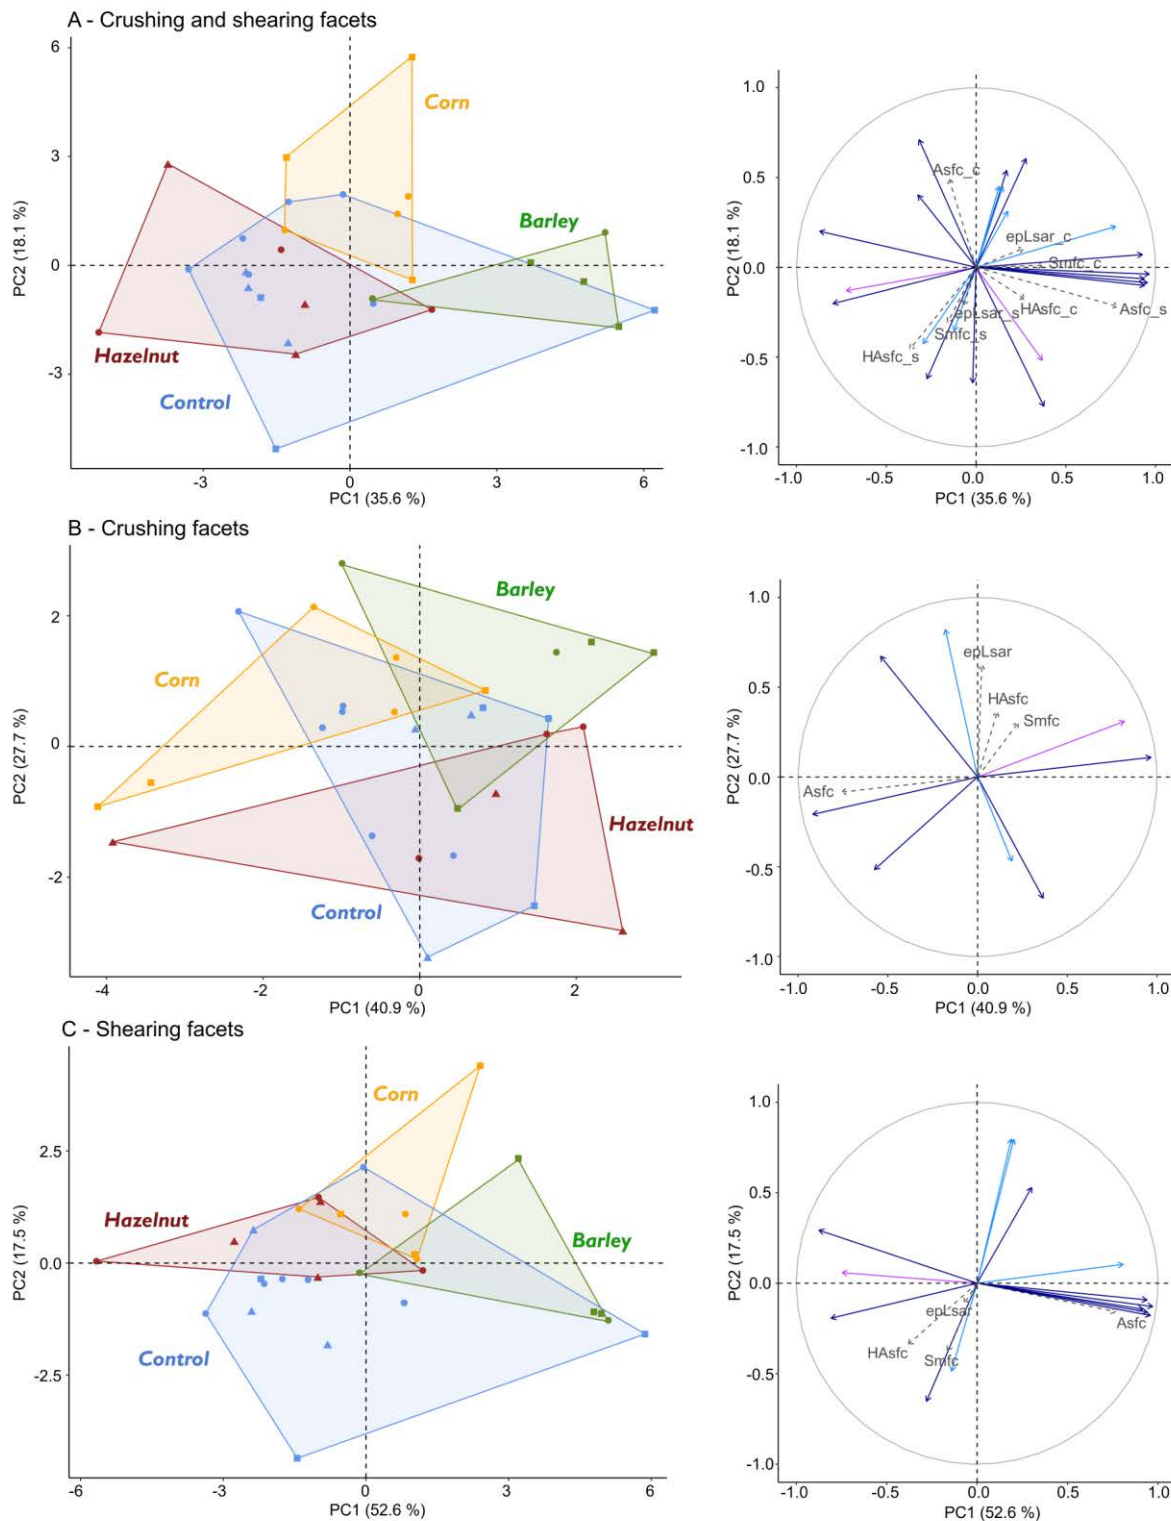 A - Crushing and shearing facets
6
3
0
-3
PC2 (18.1 %)
Corn
Barley
Hazelnut
Control
-3
0
3
6
PC1 (35.6 %)
1.0
0.5
0.0
-0.5
-1.0
PC2 (18.1 %)
Asfc_c
epLsar_c
Smfc_c
HAsfc_c
Asfc_s
epLsar_s
Smfc_s
HAsfc_s
-1.0
-0.5
0.0
0.5
1.0
PC1 (35.6 %)
B - Crushing facets
2
0
-2
PC2 (27.7 %)
Barley
Corn
Hazelnut
Control
-4
-2
0
2
PC1 (40.9 %)
1.0
0.5
0.0
-0.5
-1.0
PC2 (27.7 %)
epLsar
HAsfc
Smfc
Asfc
-1.0
-0.5
0.0
0.5
1.0
PC1 (40.9 %)
C - Shearing facets
2.5
0.0
-2.5
PC2 (17.5 %)
Corn
Hazelnut
Barley
Control
-6
-3
0
3
6
PC1 (52.6 %)
1.0
0.5
0.0
-0.5
-1.0
PC2 (17.5 %)
epLsar
Asfc
HAsfc
Smfc
-1.0
-0.5
0.0
0.5
1.0
PC1 (52.6 %)